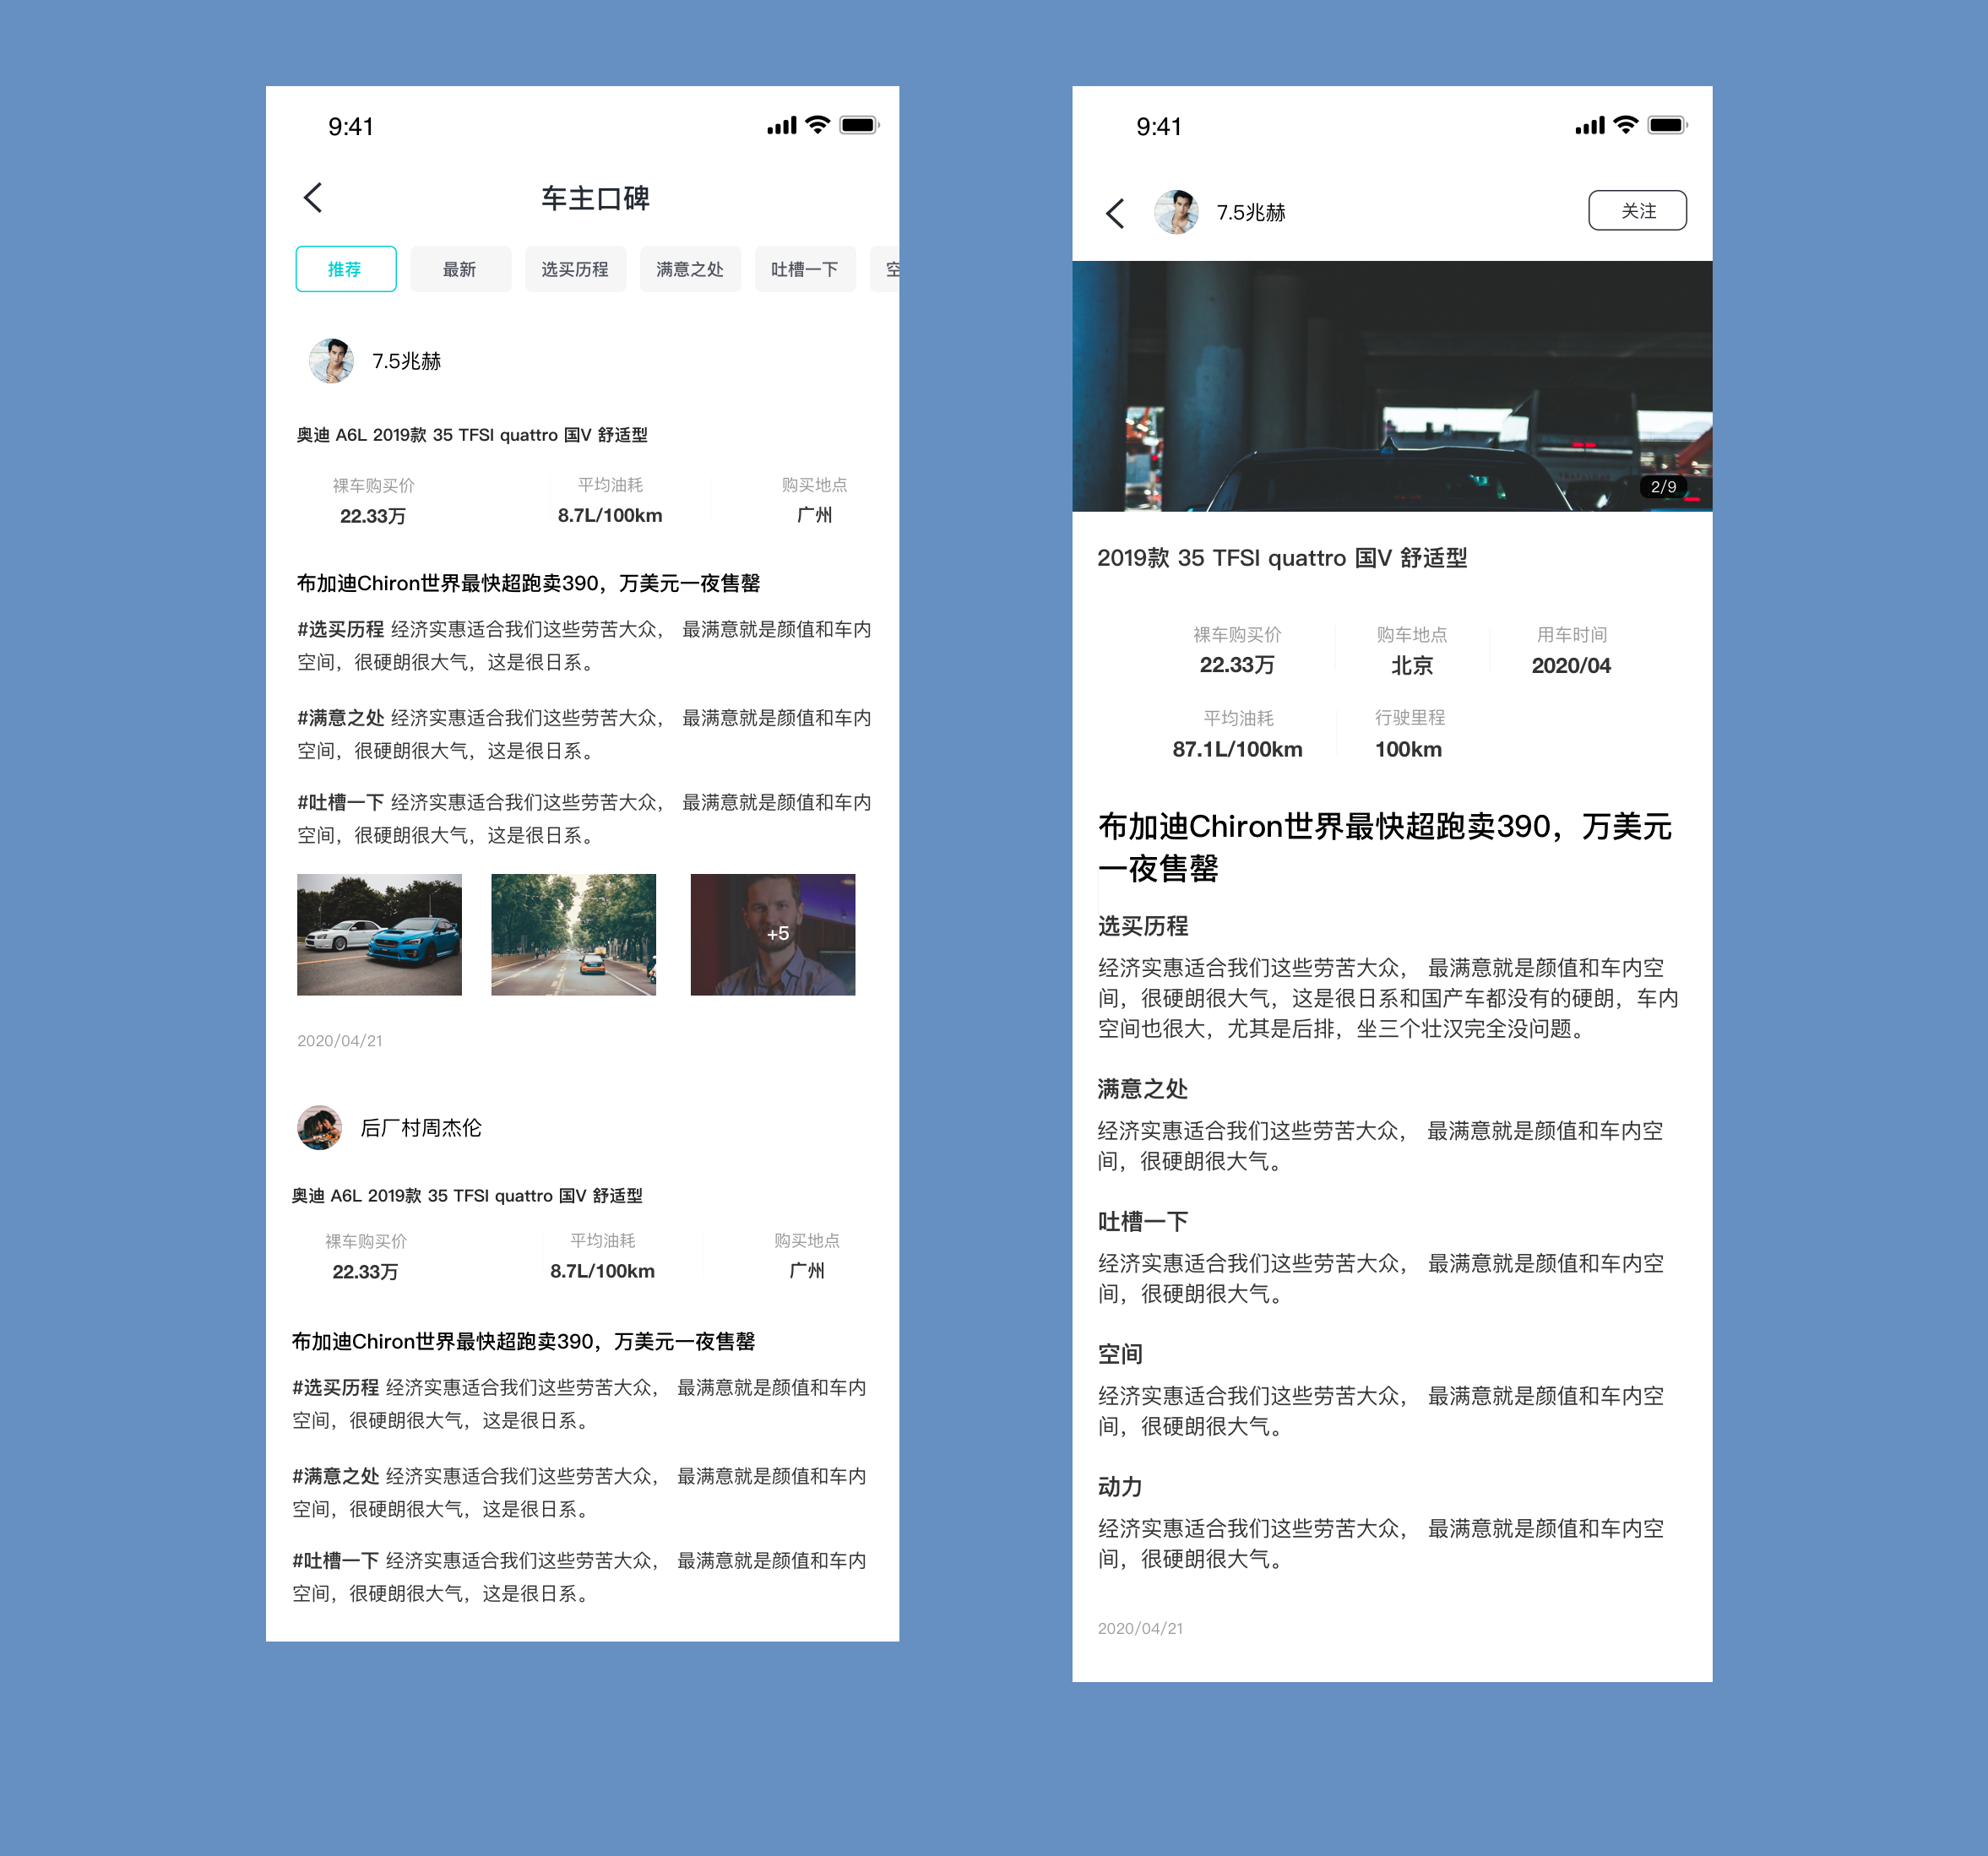 9:41
车主口碑
推荐 最新 选买历程 满意之处 吐槽一下 空
7.5兆赫
奥迪 A6L 2019款 35 TFSI quattro 国V 舒适型
裸车购买价 平均油耗 购买地点
22.33万 8.7L/100km 广州
布加迪Chiron世界最快超跑卖390，万美元一夜售罄
#选买历程 经济实惠适合我们这些劳苦大众， 最满意就是颜值和车内
空间，很硬朗很大气，这是很日系。
#满意之处 经济实惠适合我们这些劳苦大众， 最满意就是颜值和车内
空间，很硬朗很大气，这是很日系。
#吐槽一下 经济实惠适合我们这些劳苦大众， 最满意就是颜值和车内
空间，很硬朗很大气，这是很日系。
+5
2020/04/21
后厂村周杰伦
奥迪 A6L 2019款 35 TFSI quattro 国V 舒适型
裸车购买价 平均油耗 购买地点
22.33万 8.7L/100km 广州
布加迪Chiron世界最快超跑卖390，万美元一夜售罄
#选买历程 经济实惠适合我们这些劳苦大众， 最满意就是颜值和车内
空间，很硬朗很大气，这是很日系。
#满意之处 经济实惠适合我们这些劳苦大众， 最满意就是颜值和车内
空间，很硬朗很大气，这是很日系。
#吐槽一下 经济实惠适合我们这些劳苦大众， 最满意就是颜值和车内
空间，很硬朗很大气，这是很日系。
9:41
7.5兆赫 关注
2/9
2019款 35 TFSI quattro 国V 舒适型
裸车购买价 购车地点 用车时间
22.33万 北京 2020/04
平均油耗 行驶里程
87.1L/100km 100km
布加迪Chiron世界最快超跑卖390，万美元
一夜售罄
选买历程
经济实惠适合我们这些劳苦大众， 最满意就是颜值和车内空
间，很硬朗很大气，这是很日系和国产车都没有的硬朗，车内
空间也很大，尤其是后排，坐三个壮汉完全没问题。
满意之处
经济实惠适合我们这些劳苦大众， 最满意就是颜值和车内空
间，很硬朗很大气。
吐槽一下
经济实惠适合我们这些劳苦大众， 最满意就是颜值和车内空
间，很硬朗很大气。
空间
经济实惠适合我们这些劳苦大众， 最满意就是颜值和车内空
间，很硬朗很大气。
动力
经济实惠适合我们这些劳苦大众， 最满意就是颜值和车内空
间，很硬朗很大气。
2020/04/21